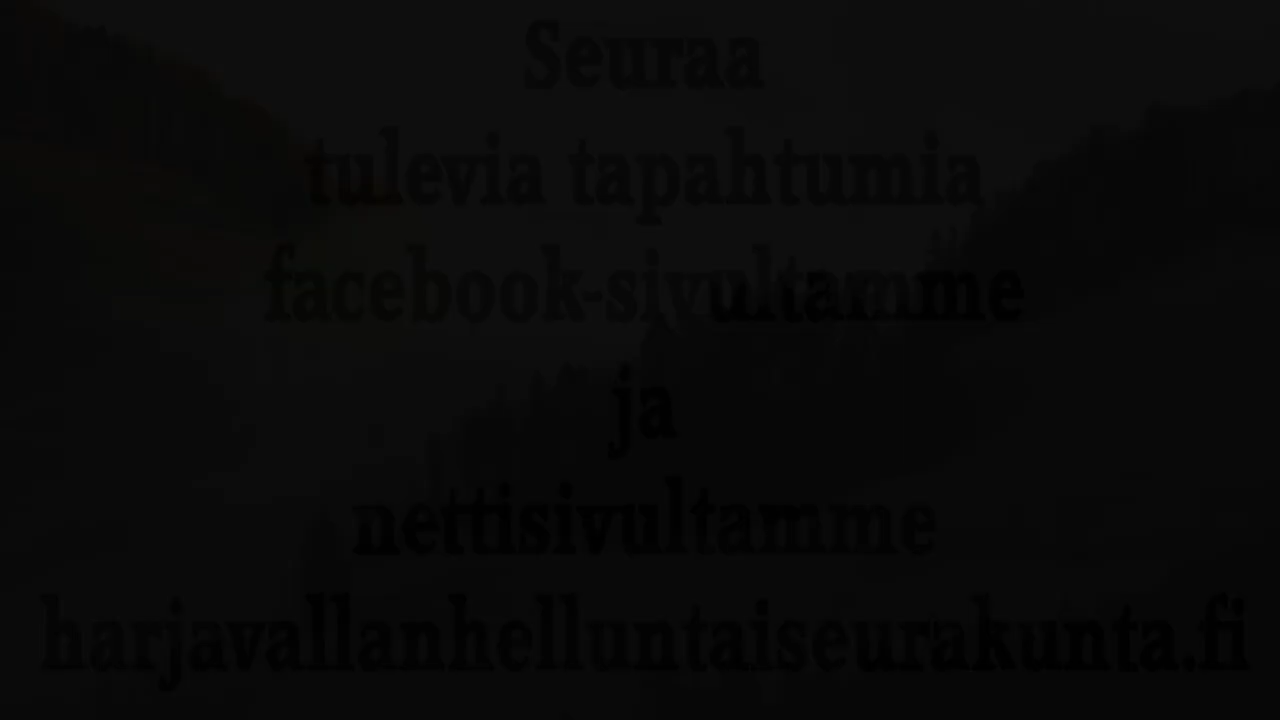 Seuraa
tulevia tapahtumia
facebook-sivultamme
ja
nettisivultamme
harjavallanhelluntaiseurakunta.fi